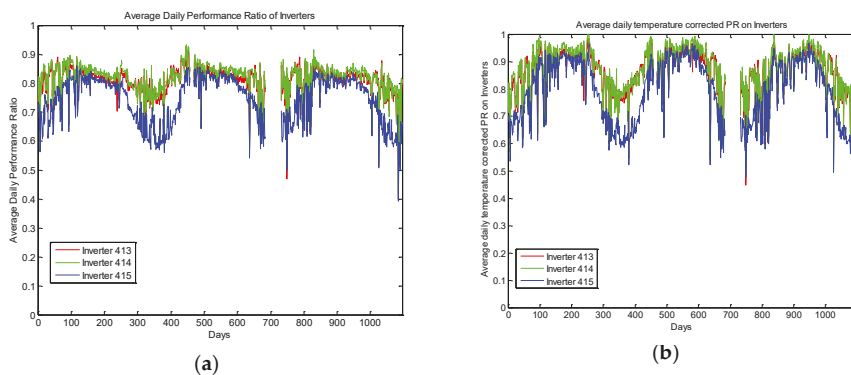 Average Daily Performance Ratio of Inverters
1
0.9
0.8
0.7
0.6
0.5
0.4
0.3
0.2
0.1
0
Average Daily Performance Ratio
Inverter 413
Inverter 414
Inverter 415
0 100 200 300 400 500 600 700 800 900 1000
Days
(a)
Average daily temperature corrected PR on Inverters
1
0.9
0.8
0.7
0.6
0.5
0.4
0.3
0.2
0.1
0
Average daily temperature corrected PR on Inverters
Inverter 413
Inverter 414
Inverter 415
0 100 200 300 400 500 600 700 800 900 1000
Days
(b)